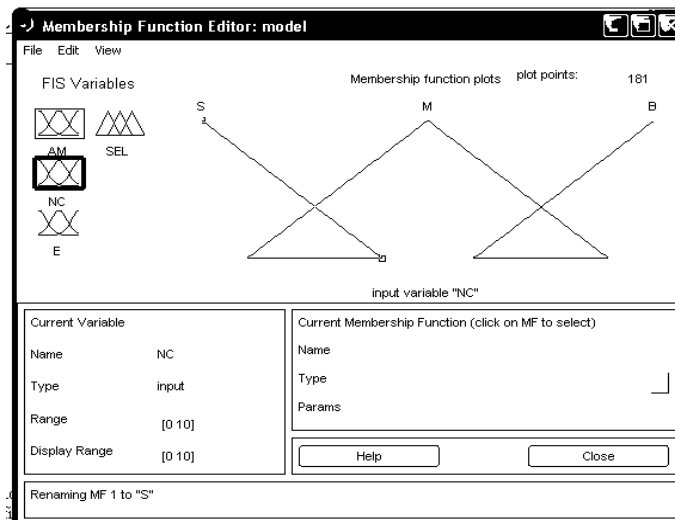 Membership Function Editor: model
File Edit View
FIS Variables
Membership function plots plot points: 181
AM SEL
NC
E
S M B
input variable "NC"
Current Variable
Name NC
Type input
Range [0 10]
Display Range [0 10]
Current Membership Function (click on MF to select)
Name
Type
Params
Help Close
Renaming MF 1 to "S"